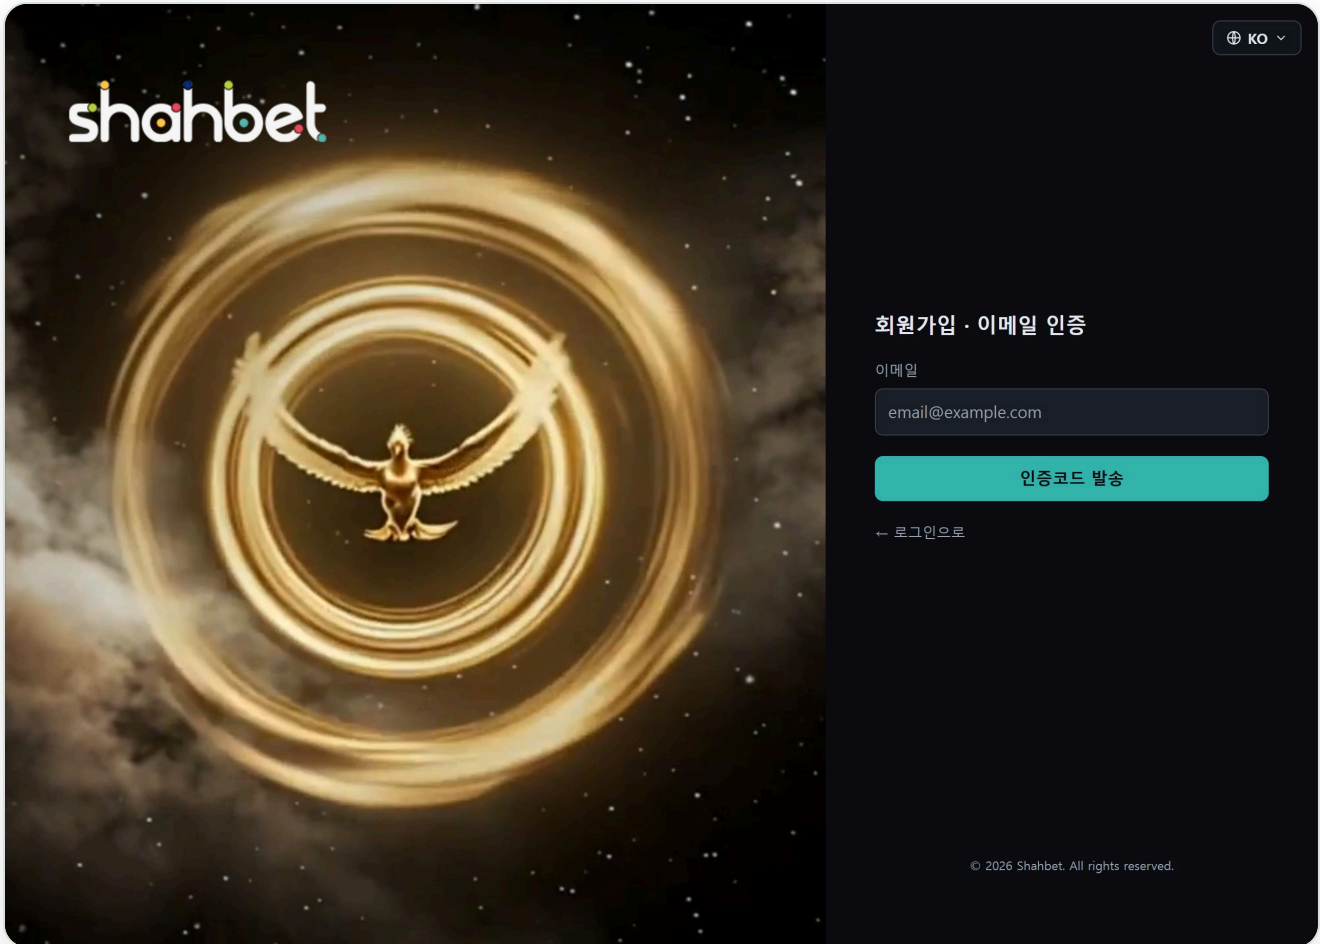 shahbet
KO
회원가입 · 이메일 인증
이메일
email@example.com
인증코드 발송
← 로그인으로
© 2026 Shahbet. All rights reserved.